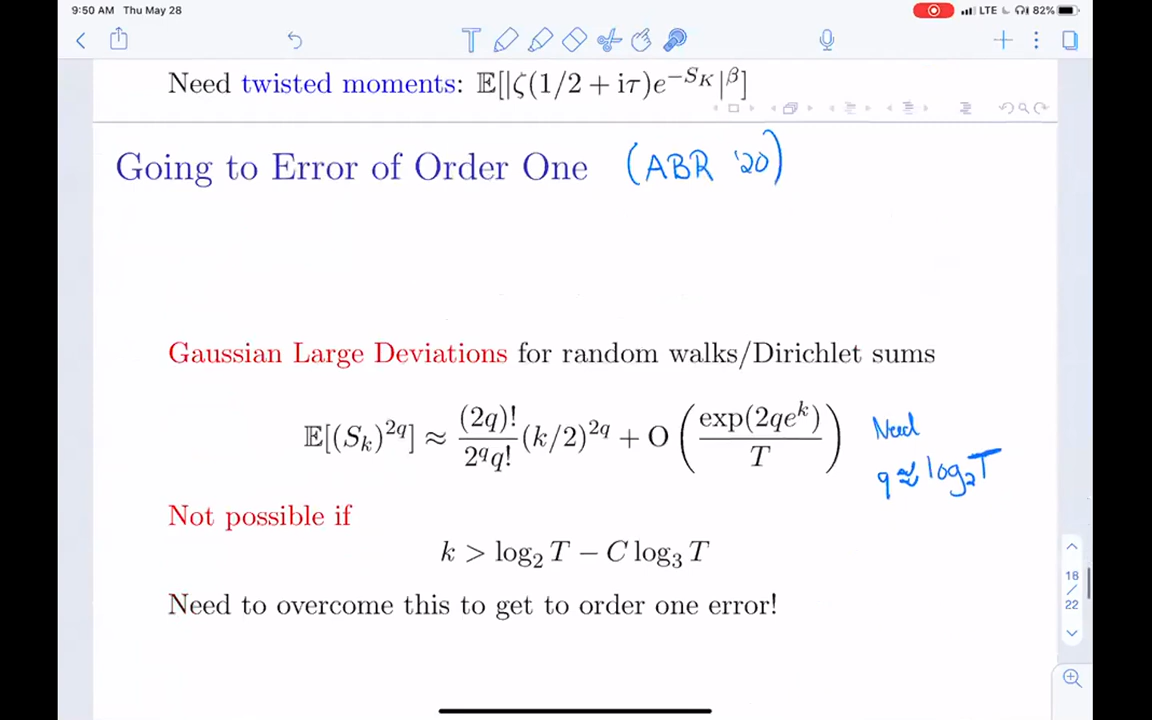 9:50 AM Thu May 28
LTE 82%
Need twisted moments: 𝔼[|ζ(1/2 + iτ)e^{−S_K}|^β]
Going to Error of Order One (ABR '20)
Gaussian Large Deviations for random walks/Dirichlet sums
𝔼[(S_k)^{2q}] ≈ (2q)!/(2^q q!) (k/2)^{2q} + O(exp(2qe^k)/T)
Need
q ≈ log₂T
Not possible if
k > log₂ T − C log₃ T
Need to overcome this to get to order one error!
18
/
22